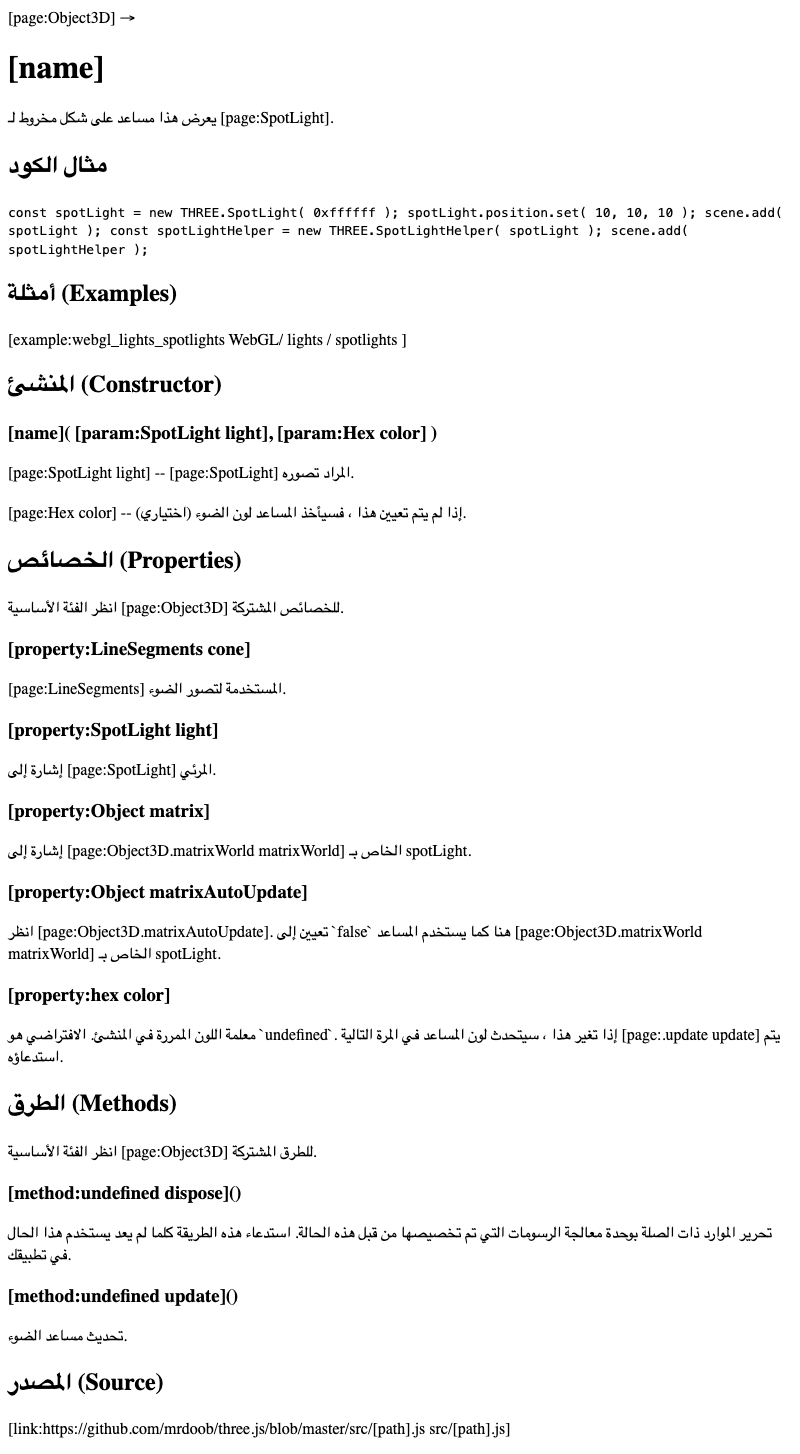 [page:Object3D] →
[name]
يعرض هذا مساعد على شكل مخروط لـ [page:SpotLight].
مثال الكود
const spotLight = new THREE.SpotLight( 0xffffff ); spotLight.position.set( 10, 10, 10 ); scene.add(
spotLight ); const spotLightHelper = new THREE.SpotLightHelper( spotLight ); scene.add(
spotLightHelper );
أمثلة (Examples)
[example:webgl_lights_spotlights WebGL/ lights / spotlights ]
المنشئ (Constructor)
[name]( [param:SpotLight light], [param:Hex color] )
[page:SpotLight light] -- [page:SpotLight] المراد تصوره.
[page:Hex color] -- (اختياري) إذا لم يتم تعيين هذا ، فسيأخذ المساعد لون الضوء.
الخصائص (Properties)
انظر الفئة الأساسية [page:Object3D] للخصائص المشتركة.
[property:LineSegments cone]
[page:LineSegments] المستخدمة لتصور الضوء.
[property:SpotLight light]
إشارة إلى [page:SpotLight] المرئي.
[property:Object matrix]
إشارة إلى [page:Object3D.matrixWorld matrixWorld] الخاص بـ spotLight.
[property:Object matrixAutoUpdate]
انظر [page:Object3D.matrixAutoUpdate]. تعيين إلى `false` هنا كما يستخدم المساعد [page:Object3D.matrixWorld
matrixWorld] الخاص بـ spotLight.
[property:hex color]
معلمة اللون الممررة في المنشئ. الافتراضي هو `undefined`. إذا تغير هذا ، سيتحدث لون المساعد في المرة التالية [page:.update update] يتم
استدعاؤه.
الطرق (Methods)
انظر الفئة الأساسية [page:Object3D] للطرق المشتركة.
[method:undefined dispose]()
تحرير الموارد ذات الصلة بوحدة معالجة الرسومات التي تم تخصيصها من قبل هذه الحالة. استدعاء هذه الطريقة كلما لم يعد يستخدم هذا الحال
في تطبيقك.
[method:undefined update]()
تحديث مساعد الضوء.
المصدر (Source)
[link:https://github.com/mrdoob/three.js/blob/master/src/[path].js src/[path].js]